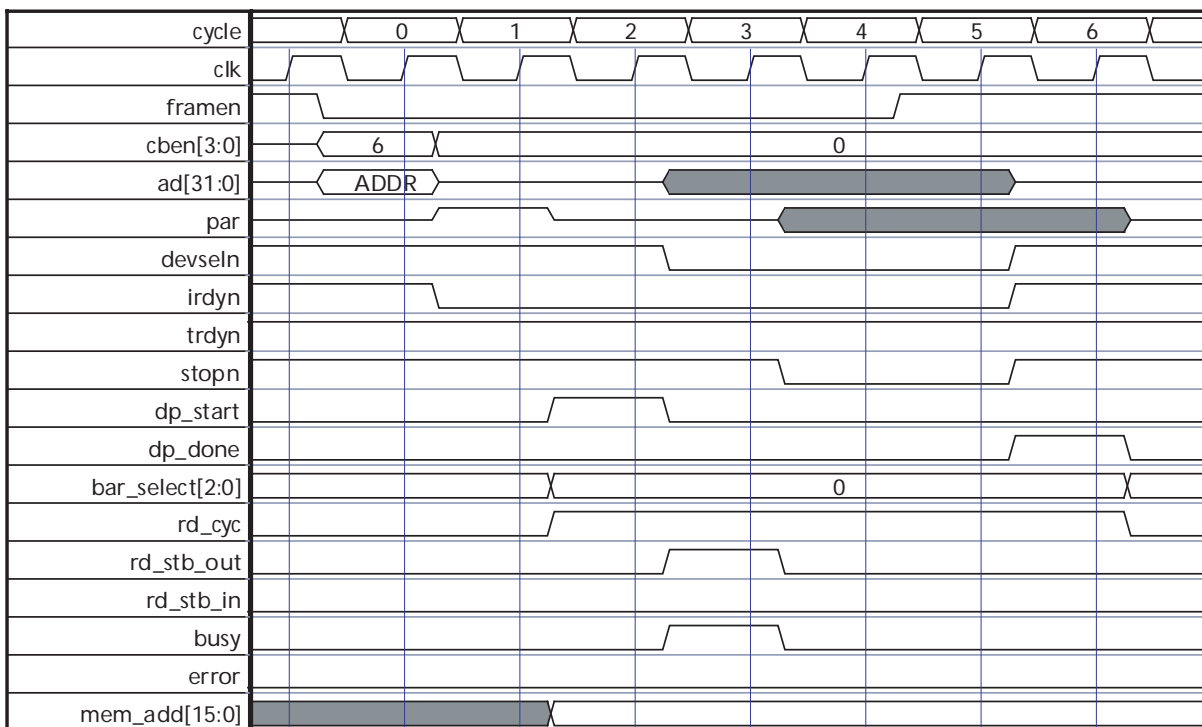 cycle 0 1 2 3 4 5 6
clk
framen
cben[3:0] 6 0
ad[31:0] ADDR
par
devseln
irdyn
trdyn
stopn
dp_start
dp_done
bar_select[2:0] 0
rd_cyc
rd_stb_out
rd_stb_in
busy
error
mem_add[15:0]